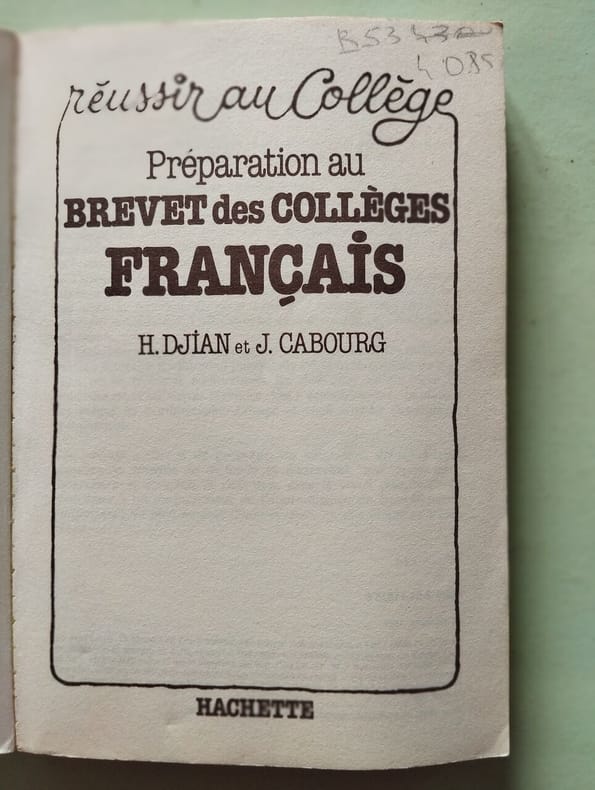 réussir au Collège
Préparation au
BREVET des COLLÈGES
FRANÇAIS
H. DJIAN et J. CABOURG
HACHETTE